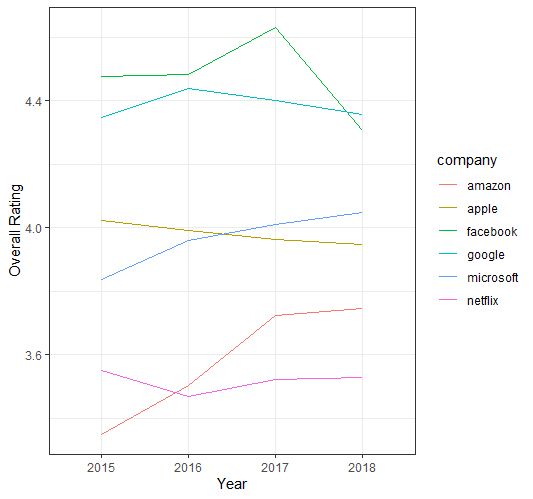 4.4
4.0
3.6
Overall Rating
2015 2016 2017 2018
Year
company
amazon
apple
facebook
google
microsoft
netflix